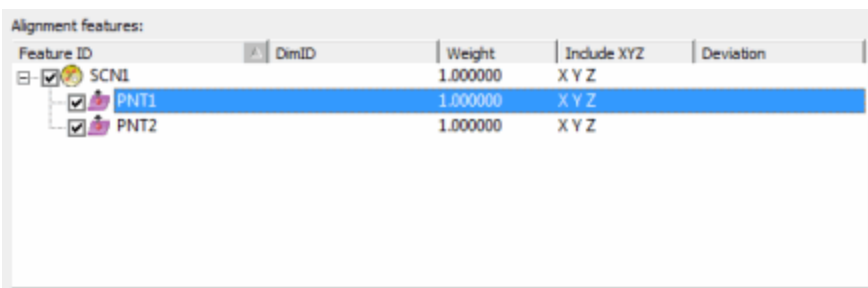 Alignment features:
Feature ID DimID Weight Include XYZ Deviation
SCN1 1.000000 X Y Z
PNT1 1.000000 X Y Z
PNT2 1.000000 X Y Z